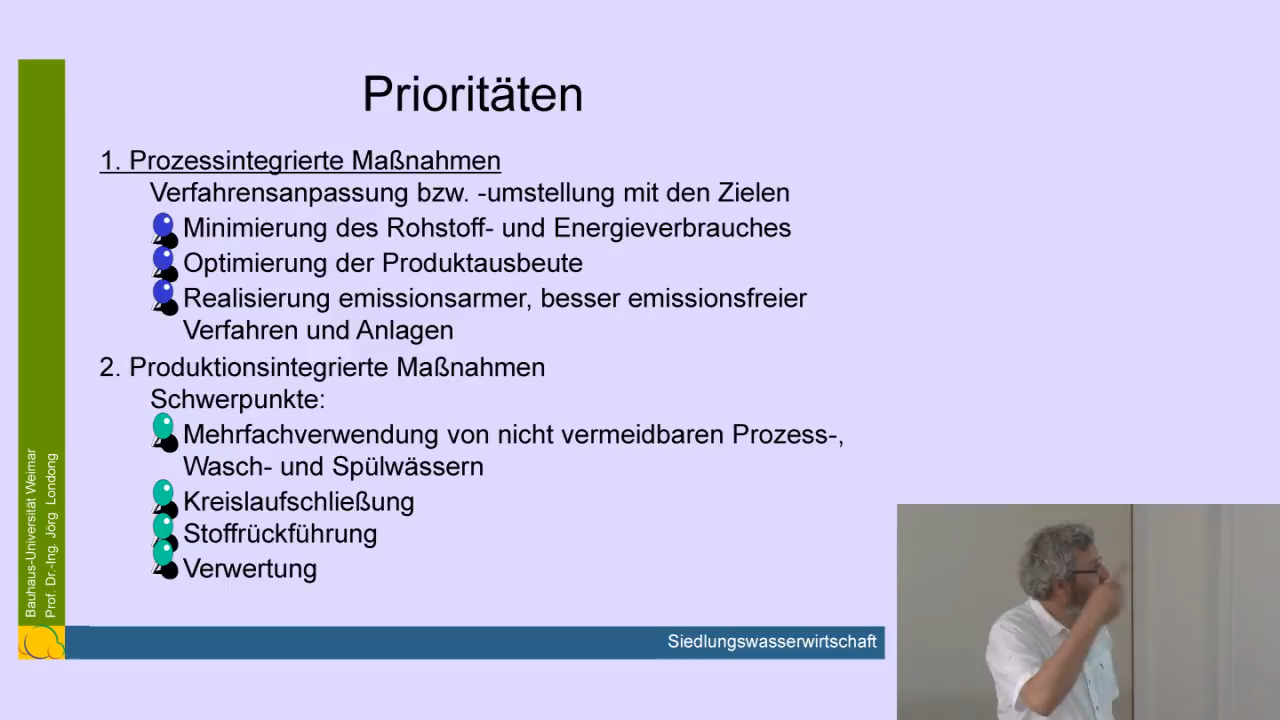 Prioritäten
1. Prozessintegrierte Maßnahmen
Verfahrensanpassung bzw. -umstellung mit den Zielen
Minimierung des Rohstoff- und Energieverbrauches
Optimierung der Produktausbeute
Realisierung emissionsarmer, besser emissionsfreier
Verfahren und Anlagen
2. Produktionsintegrierte Maßnahmen
Schwerpunkte:
Mehrfachverwendung von nicht vermeidbaren Prozess-,
Wasch- und Spülwässern
Kreislaufschließung
Stoffrückführung
Verwertung
Bauhaus-Universität Weimar
Prof. Dr.-Ing. Jörg Londong
Siedlungswasserwirtschaft